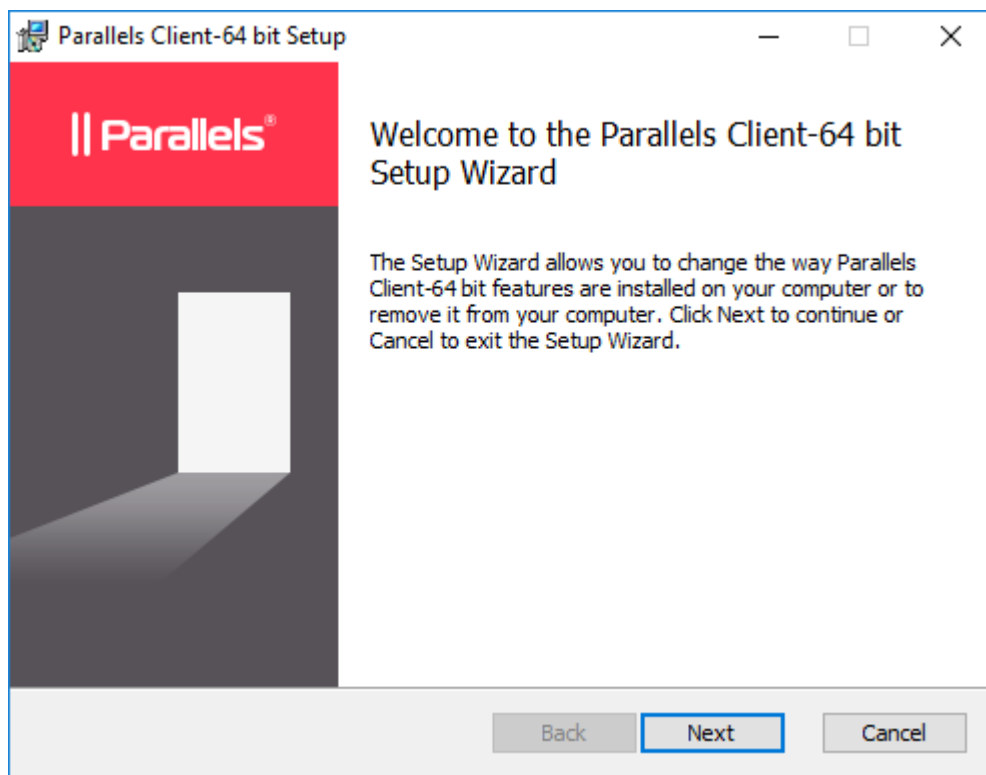 Parallels Client-64 bit Setup
|| Parallels®
Welcome to the Parallels Client-64 bit
Setup Wizard
The Setup Wizard allows you to change the way Parallels
Client-64 bit features are installed on your computer or to
remove it from your computer. Click Next to continue or
Cancel to exit the Setup Wizard.
Back
Next
Cancel